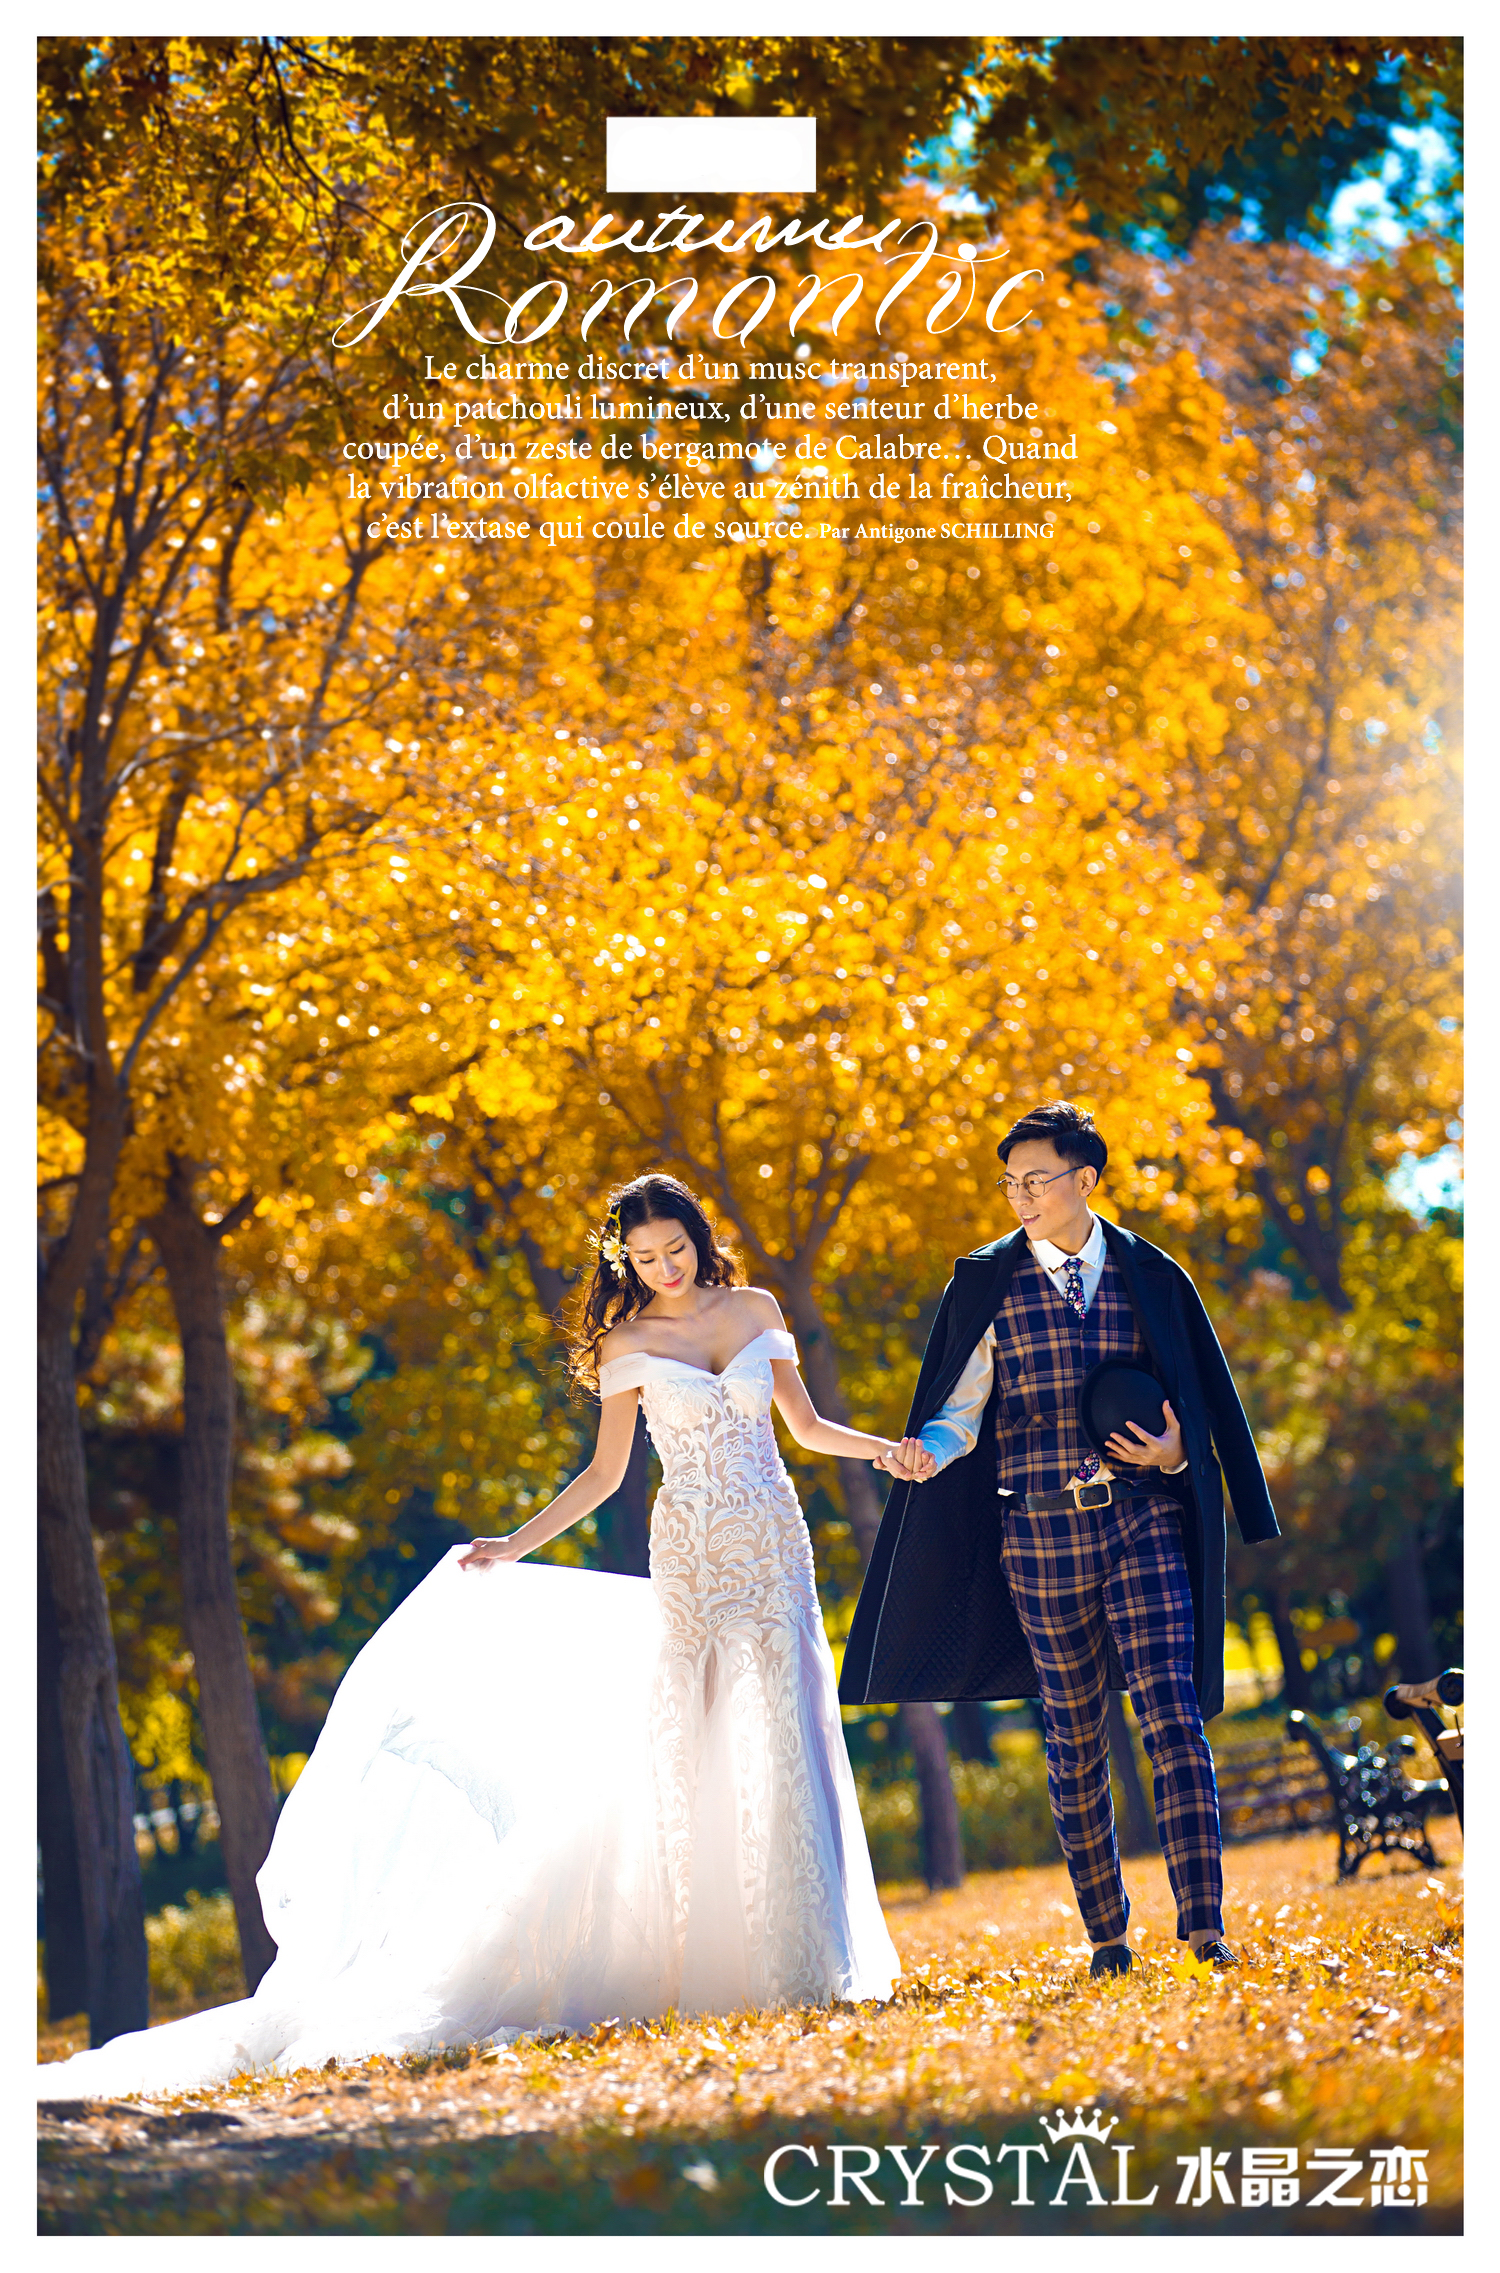 autumn
Romantic
Le charme discret d’un musc transparent,
d’un patchouli lumineux, d’une senteur d’herbe
coupée, d’un zeste de bergamote de Calabre… Quand
la vibration olfactive s’élève au zénith de la fraîcheur,
c’est l’extase qui coule de source. Par Antigone SCHILLING
CRYSTAL 水晶之恋